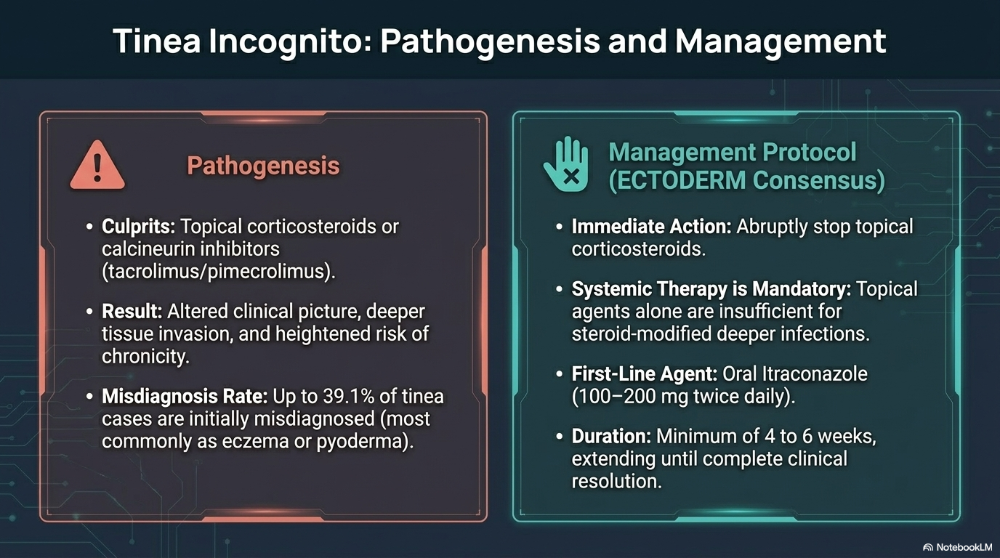 Tinea Incognito: Pathogenesis and Management
Pathogenesis
• Culprits: Topical corticosteroids or
calcineurin inhibitors
(tacrolimus/pimecrolimus).
• Result: Altered clinical picture, deeper
tissue invasion, and heightened risk of
chronicity.
• Misdiagnosis Rate: Up to 39.1% of tinea
cases are initially misdiagnosed (most
commonly as eczema or pyoderma).
Management Protocol
(ECTODERM Consensus)
• Immediate Action: Abruptly stop topical
corticosteroids.
• Systemic Therapy is Mandatory: Topical
agents alone are insufficient for
steroid-modified deeper infections.
• First-Line Agent: Oral Itraconazole
(100–200 mg twice daily).
• Duration: Minimum of 4 to 6 weeks,
extending until complete clinical
resolution.
NotebookLM